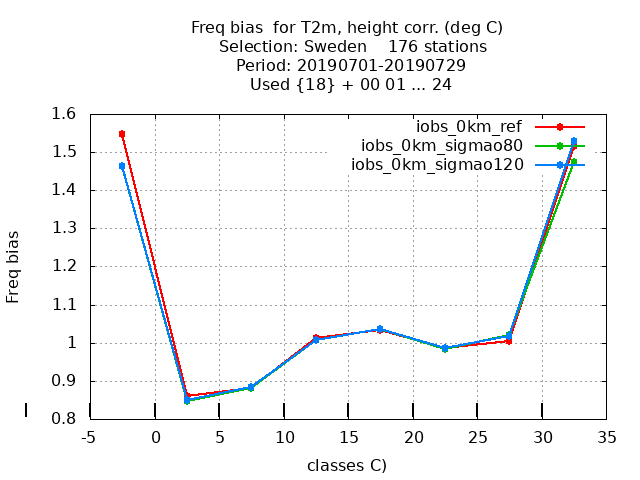 Freq bias  for T2m, height corr. (deg C)
Selection: Sweden    176 stations
Period: 20190701-20190729
Used {18} + 00 01 ... 24
iobs_0km_ref
iobs_0km_sigmao80
iobs_0km_sigmao120
Freq bias
1.6
1.5
1.4
1.3
1.2
1.1
1
0.9
0.8
-5 0 5 10 15 20 25 30 35
classes C)